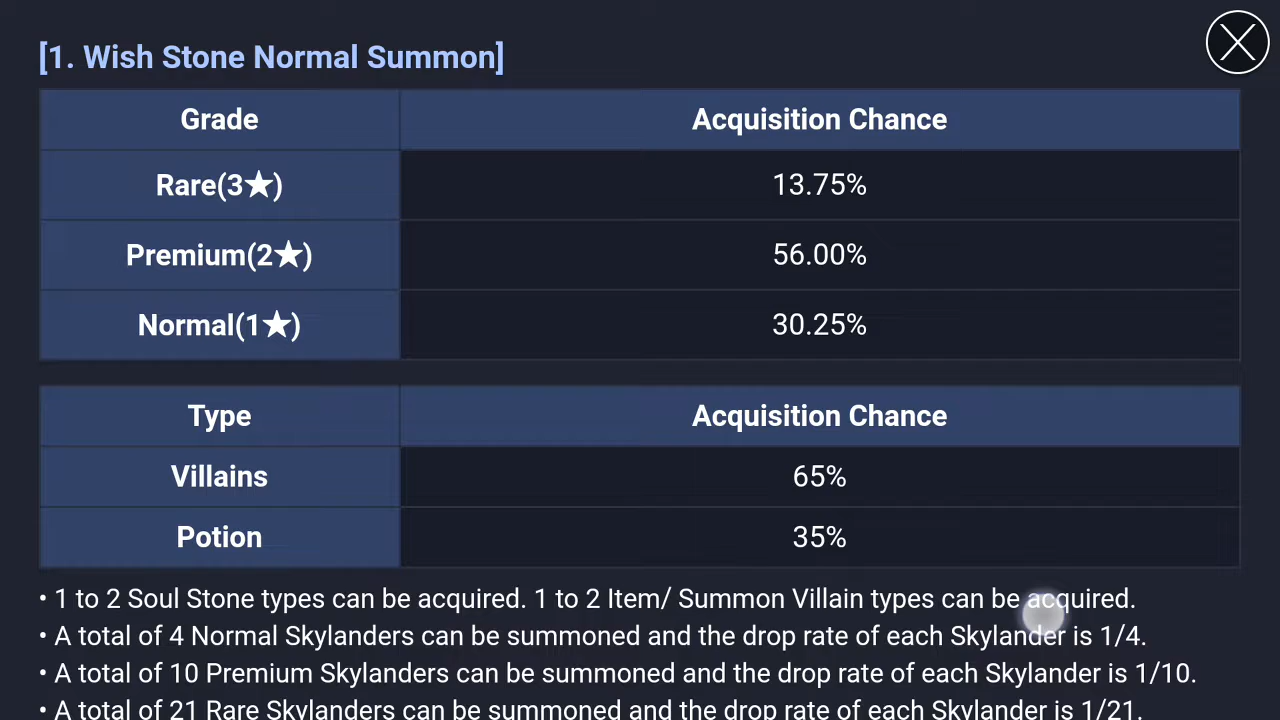 [1. Wish Stone Normal Summon]
Grade Acquisition Chance
Rare(3★) 13.75%
Premium(2★) 56.00%
Normal(1★) 30.25%
Type Acquisition Chance
Villains 65%
Potion 35%
• 1 to 2 Soul Stone types can be acquired. 1 to 2 Item/ Summon Villain types can be acquired.
• A total of 4 Normal Skylanders can be summoned and the drop rate of each Skylander is 1/4.
• A total of 10 Premium Skylanders can be summoned and the drop rate of each Skylander is 1/10.
• A total of 21 Rare Skylanders can be summoned and the drop rate of each Skylander is 1/21.